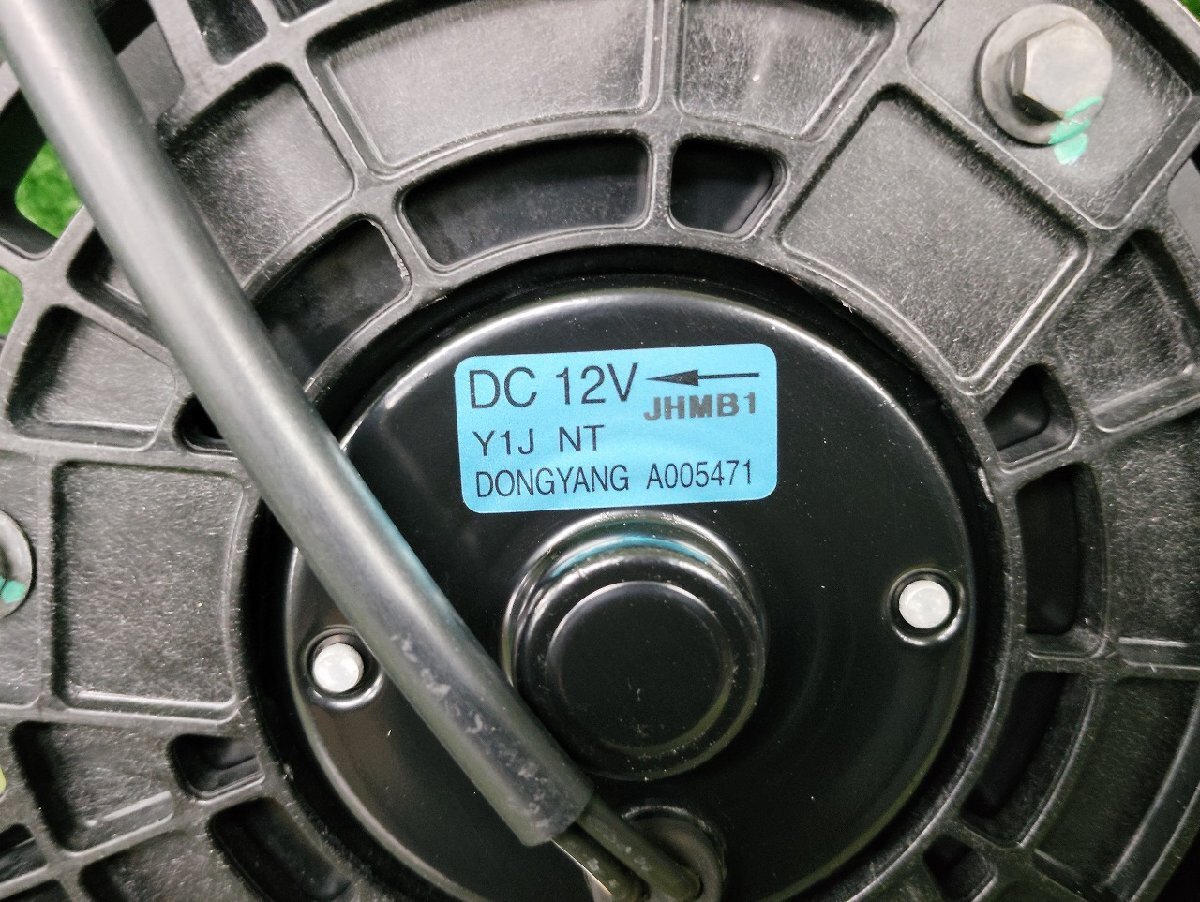 DC 12V
JHMB1
Y1J NT
DONGYANG A005471